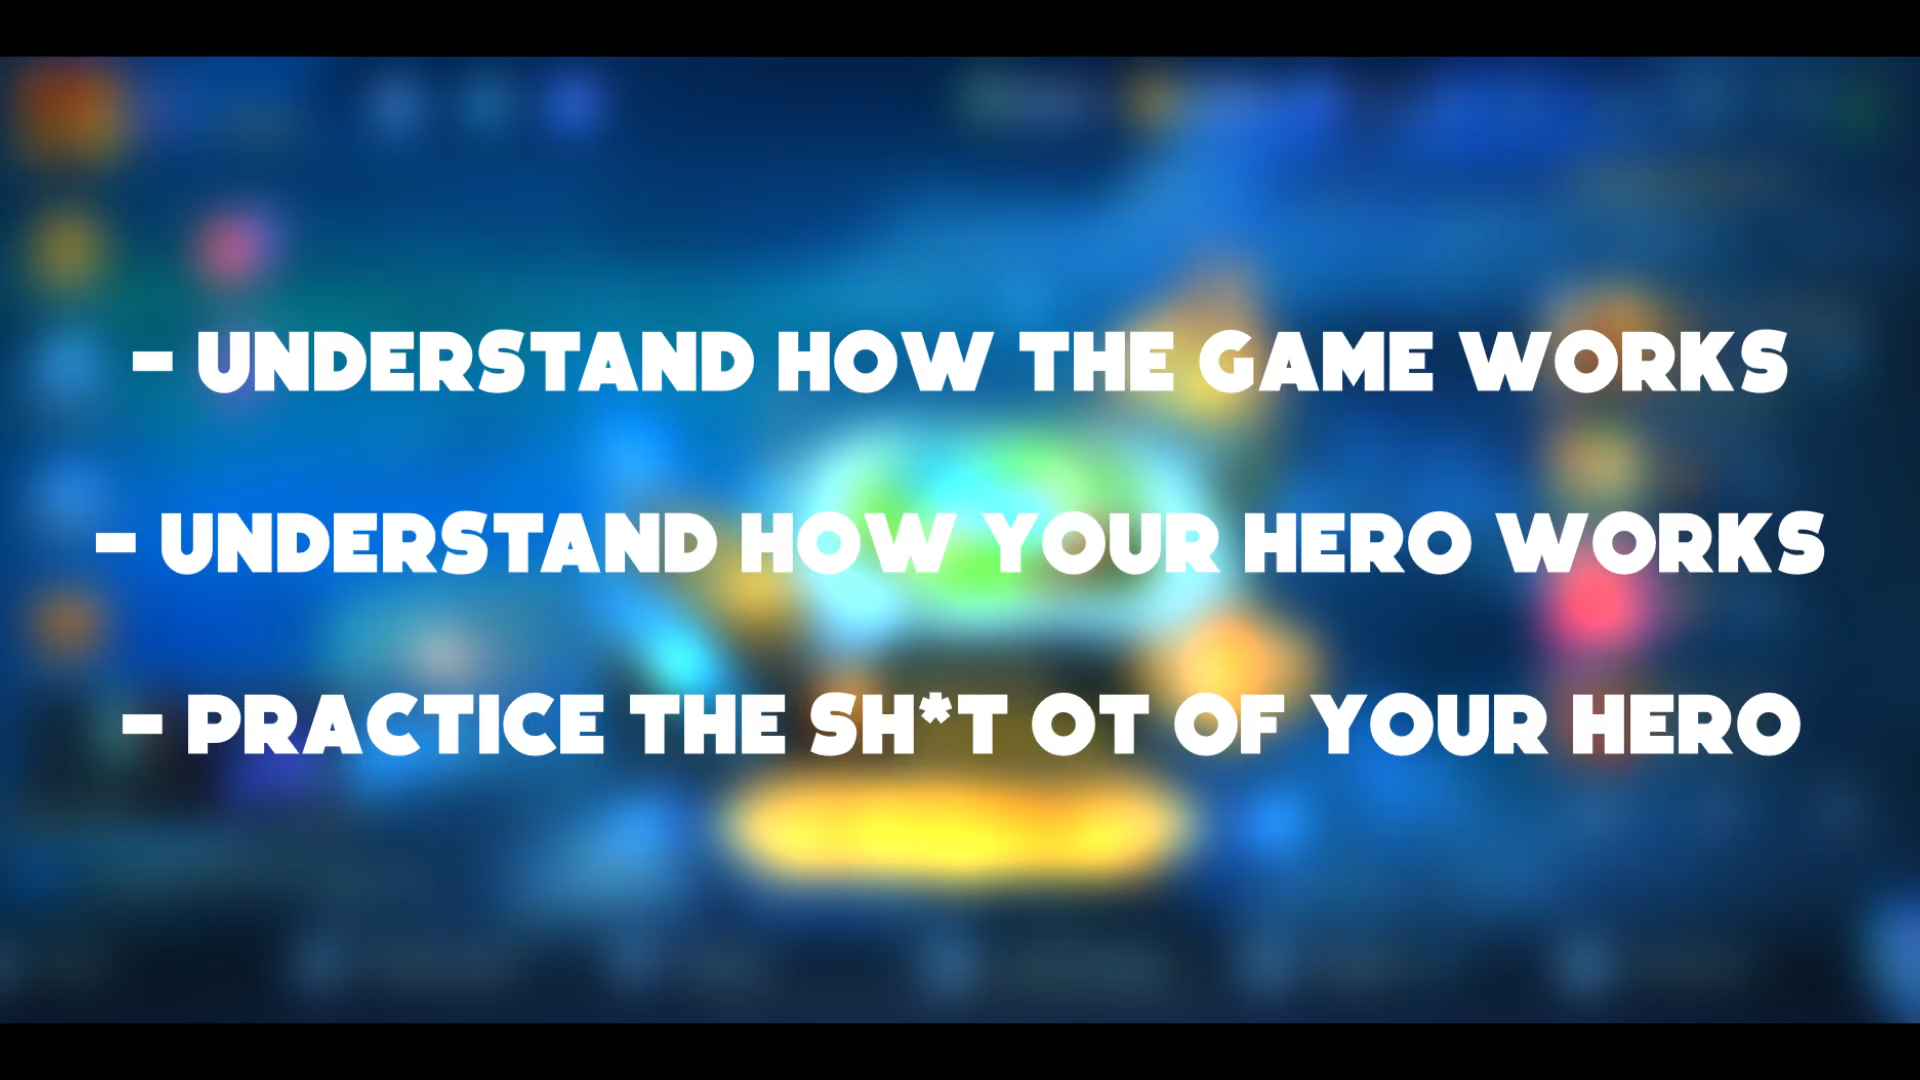 - UNDERSTAND HOW THE GAME WORKS
- UNDERSTAND HOW YOUR HERO WORKS
- PRACTICE THE SH*T OT OF YOUR HERO